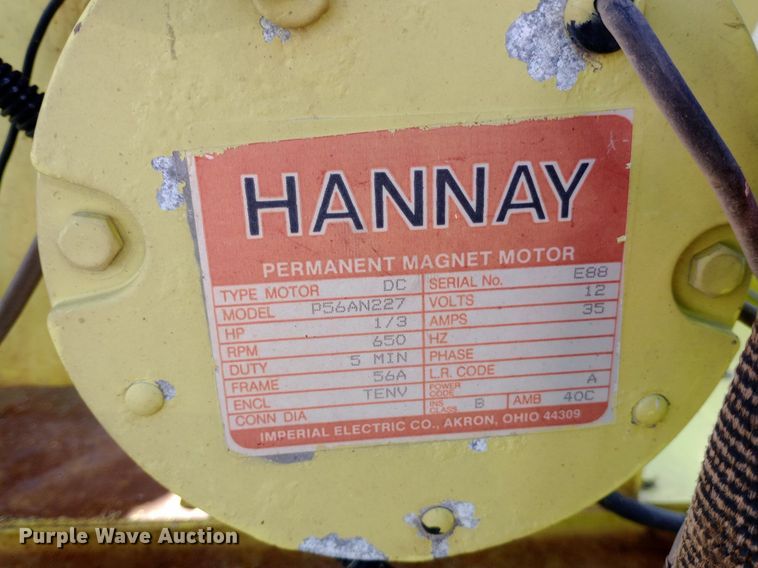 HANNAY
PERMANENT MAGNET MOTOR
TYPE MOTOR DC SERIAL No. E88
MODEL P56AN227 VOLTS 12
HP 1/3 AMPS 35
RPM 650 HZ
DUTY 5 MIN PHASE
FRAME 56A L.R. CODE
ENCL TENV POWER CODE A
CONN DIA INS CLASS B AMB 40C
IMPERIAL ELECTRIC CO., AKRON, OHIO 44309
Purple Wave Auction